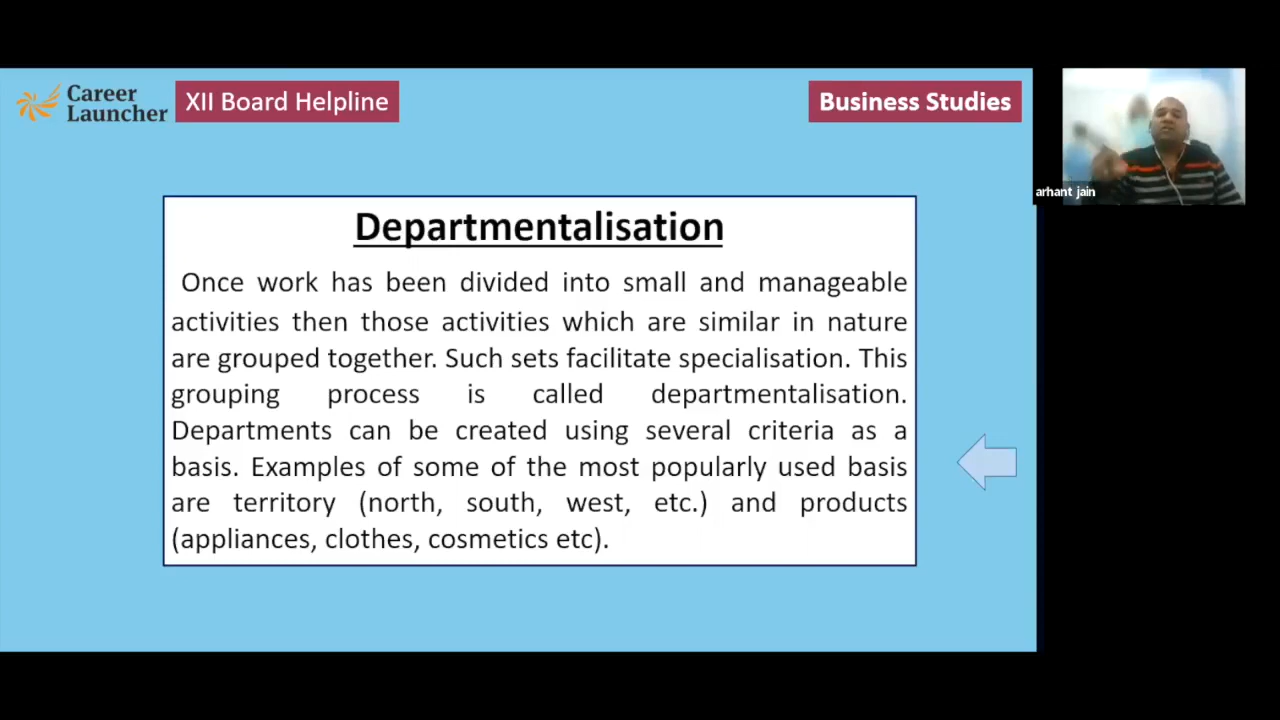 Career
Launcher
XII Board Helpline
Business Studies
arhant jain
Departmentalisation
Once work has been divided into small and manageable
activities then those activities which are similar in nature
are grouped together. Such sets facilitate specialisation. This
grouping process is called departmentalisation.
Departments can be created using several criteria as a
basis. Examples of some of the most popularly used basis
are territory (north, south, west, etc.) and products
(appliances, clothes, cosmetics etc).